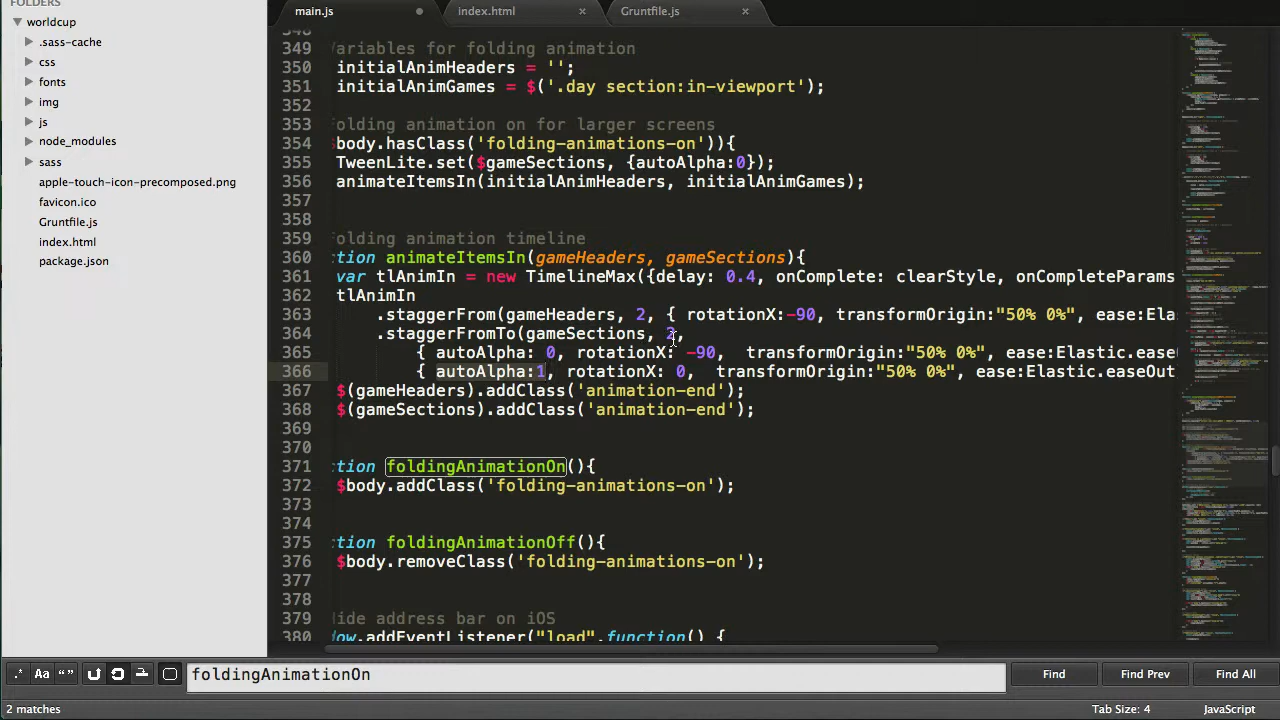 FOLDERS
worldcup
.sass-cache
css
fonts
img
js
node_modules
sass
apple-touch-icon-precomposed.png
favicon.ico
Gruntfile.js
index.html
package.json
main.js
index.html
Gruntfile.js
348
349 ariables for folding animation
350 initialAnimHeaders = '';
351 initialAnimGames = $('.day section:in-viewport');
352
353 olding animation, for larger screens
354 body.hasClass('folding-animations-on')){
355 TweenLite.set($gameSections, {autoAlpha:0});
356 animateItemsIn(initialAnimHeaders, initialAnimGames);
357
358
359 olding animation timeline
360 tion animateItemsIn(gameHeaders, gameSections){
361 var tlAnimIn = new TimelineMax({delay: 0.4, onComplete: clearStyle, onCompleteParams
362 tlAnimIn
363 .staggerFrom(gameHeaders, 2, { rotationX:-90, transformOrigin:"50% 0%", ease:Ela
364 .staggerFromTo(gameSections, 2,
365 { autoAlpha: 0, rotationX: -90, transformOrigin:"50% 0%", ease:Elastic.easeO
366 { autoAlpha:1, rotationX: 0, transformOrigin:"50% 0%", ease:Elastic.easeOut
367 $(gameHeaders).addClass('animation-end');
368 $(gameSections).addClass('animation-end');
369
370
371 tion foldingAnimationOn(){
372 $body.addClass('folding-animations-on');
373
374
375 tion foldingAnimationOff(){
376 $body.removeClass('folding-animations-on');
377
378
379 ide address bar on iOS
380 ow.addEventListener("load",function() {
.* Aa “” foldingAnimationOn Find Find Prev Find All
2 matches Tab Size: 4 JavaScript